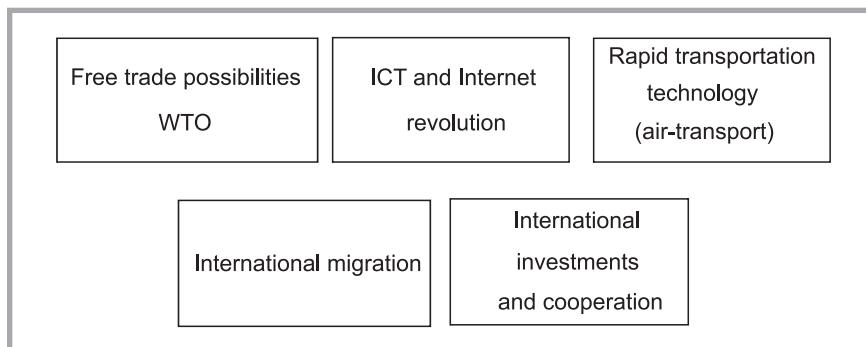 Free trade possibilities
WTO
ICT and Internet
revolution
Rapid transportation
technology
(air-transport)
International migration
International
investments
and cooperation